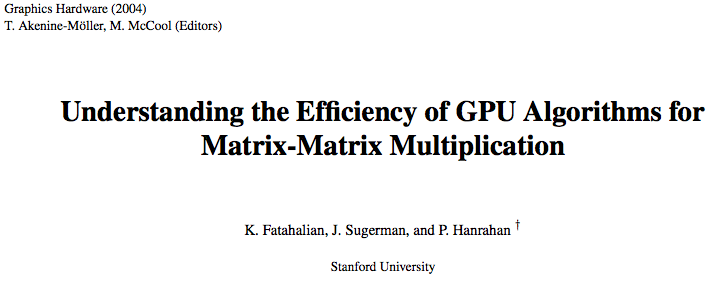 Graphics Hardware (2004)
T. Akenine-Möller, M. McCool (Editors)
Understanding the Efficiency of GPU Algorithms for
Matrix-Matrix Multiplication
K. Fatahalian, J. Sugerman, and P. Hanrahan †
Stanford University